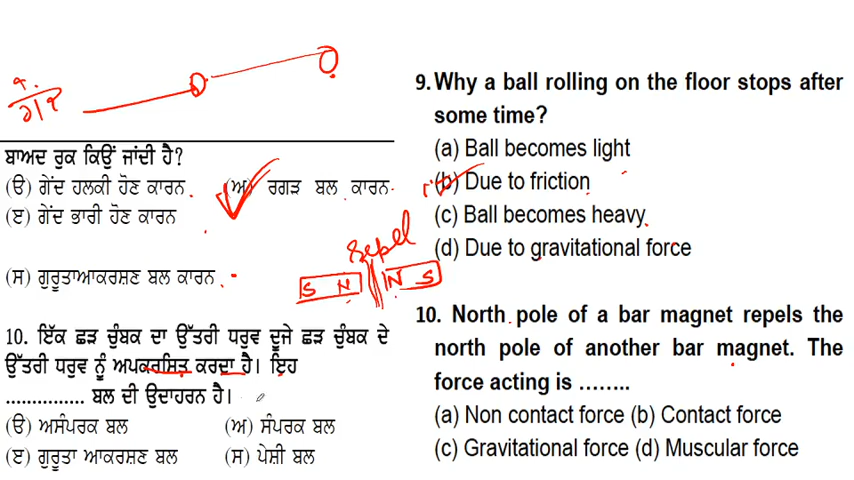 ਬਾਅਦ ਰੁਕ ਕਿਉਂ ਜਾਂਦੀ ਹੈ?
(ੳ) ਗੇਂਦ ਹਲਕੀ ਹੋਣ ਕਾਰਨ (ਅ) ਰਗੜ ਬਲ ਕਾਰਨ
(ੲ) ਗੇਂਦ ਭਾਰੀ ਹੋਣ ਕਾਰਨ
(ਸ) ਗੁਰੂਤਾਆਕਰਸ਼ਣ ਬਲ ਕਾਰਨ
repel
S N N S
10. ਇੱਕ ਛੜ ਚੁੰਬਕ ਦਾ ਉੱਤਰੀ ਧਰੁਵ ਦੂਜੇ ਛੜ ਚੁੰਬਕ ਦੇ
ਉੱਤਰੀ ਧਰੁਵ ਨੂੰ ਅਪਕਰਸਿਤ ਕਰਦਾ ਹੈ। ਇਹ
............... ਬਲ ਦੀ ਉਦਾਹਰਨ ਹੈ।
(ੳ) ਅਸੰਪਰਕ ਬਲ (ਅ) ਸੰਪਰਕ ਬਲ
(ੲ) ਗੁਰੂਤਾ ਆਕਰਸ਼ਣ ਬਲ (ਸ) ਪੇਸ਼ੀ ਬਲ
9. Why a ball rolling on the floor stops after
some time?
(a) Ball becomes light
(b) Due to friction
(c) Ball becomes heavy
(d) Due to gravitational force
10. North pole of a bar magnet repels the
north pole of another bar magnet. The
force acting is ……..
(a) Non contact force (b) Contact force
(c) Gravitational force (d) Muscular force